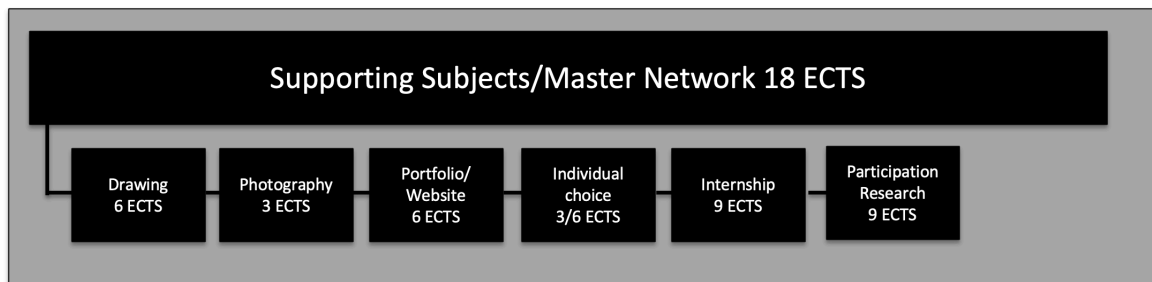 Supporting Subjects/Master Network 18 ECTS
Drawing
6 ECTS
Photography
3 ECTS
Portfolio/
Website
6 ECTS
Individual
choice
3/6 ECTS
Internship
9 ECTS
Participation
Research
9 ECTS